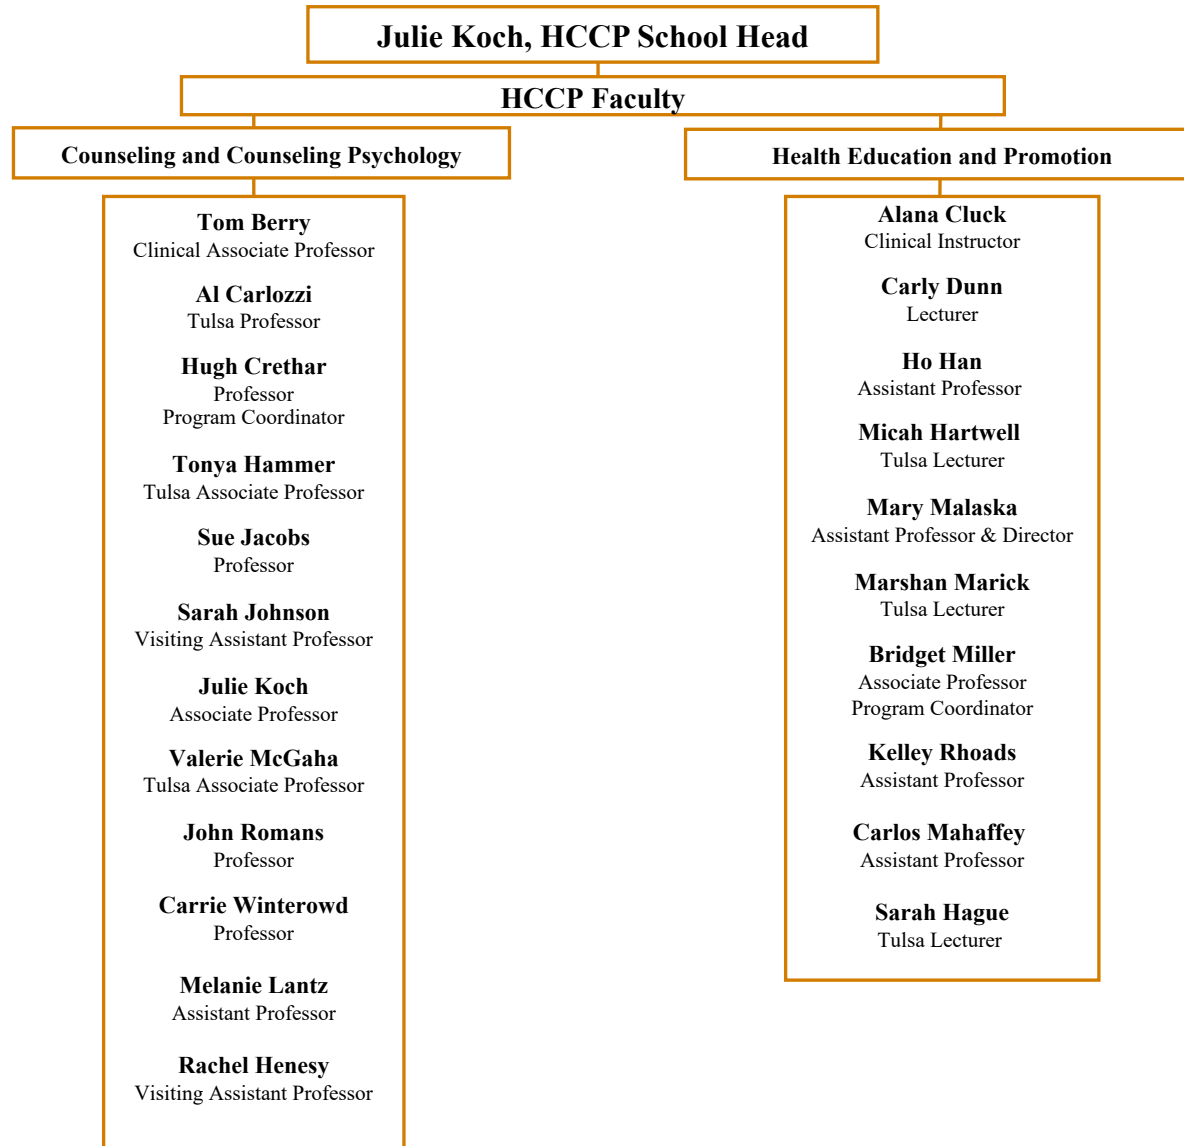 Julie Koch, HCCP School Head
HCCP Faculty
Counseling and Counseling Psychology
Tom Berry
Clinical Associate Professor
Al Carlozzi
Tulsa Professor
Hugh Crethar
Professor
Program Coordinator
Tonya Hammer
Tulsa Associate Professor
Sue Jacobs
Professor
Sarah Johnson
Visiting Assistant Professor
Julie Koch
Associate Professor
Valerie McGaha
Tulsa Associate Professor
John Romans
Professor
Carrie Winterowd
Professor
Melanie Lantz
Assistant Professor
Rachel Henesy
Visiting Assistant Professor
Health Education and Promotion
Alana Cluck
Clinical Instructor
Carly Dunn
Lecturer
Ho Han
Assistant Professor
Micah Hartwell
Tulsa Lecturer
Mary Malaska
Assistant Professor & Director
Marshan Marick
Tulsa Lecturer
Bridget Miller
Associate Professor
Program Coordinator
Kelley Rhoads
Assistant Professor
Carlos Mahaffey
Assistant Professor
Sarah Hague
Tulsa Lecturer